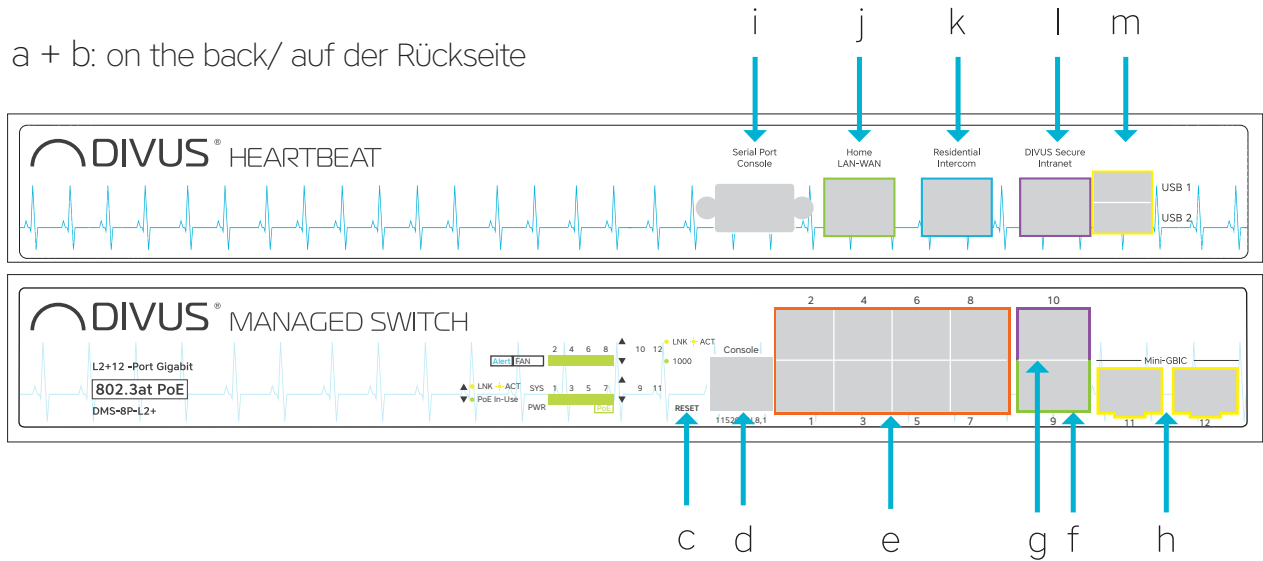 i j k l m
a + b: on the back/ auf der Rückseite
DIVUS® HEARTBEAT
Serial Port
Console
Home
LAN-WAN
Residential
Intercom
DIVUS Secure
Intranet
USB 1
USB 2
DIVUS® MANAGED SWITCH
L2+12 -Port Gigabit
802.3at PoE
DMS-8P-L2+
Alert FAN
2 4 6 8 ▲ 10 12 LNK ACT
▼ 1000
▲ LNK ACT SYS 1 3 5 7 ▲ 9 11
▼ PoE In-Use PWR PoE ▼
RESET
Console
2 4 6 8
1 3 5 7
10
9
Mini-GBIC
11 12
c d e g f h